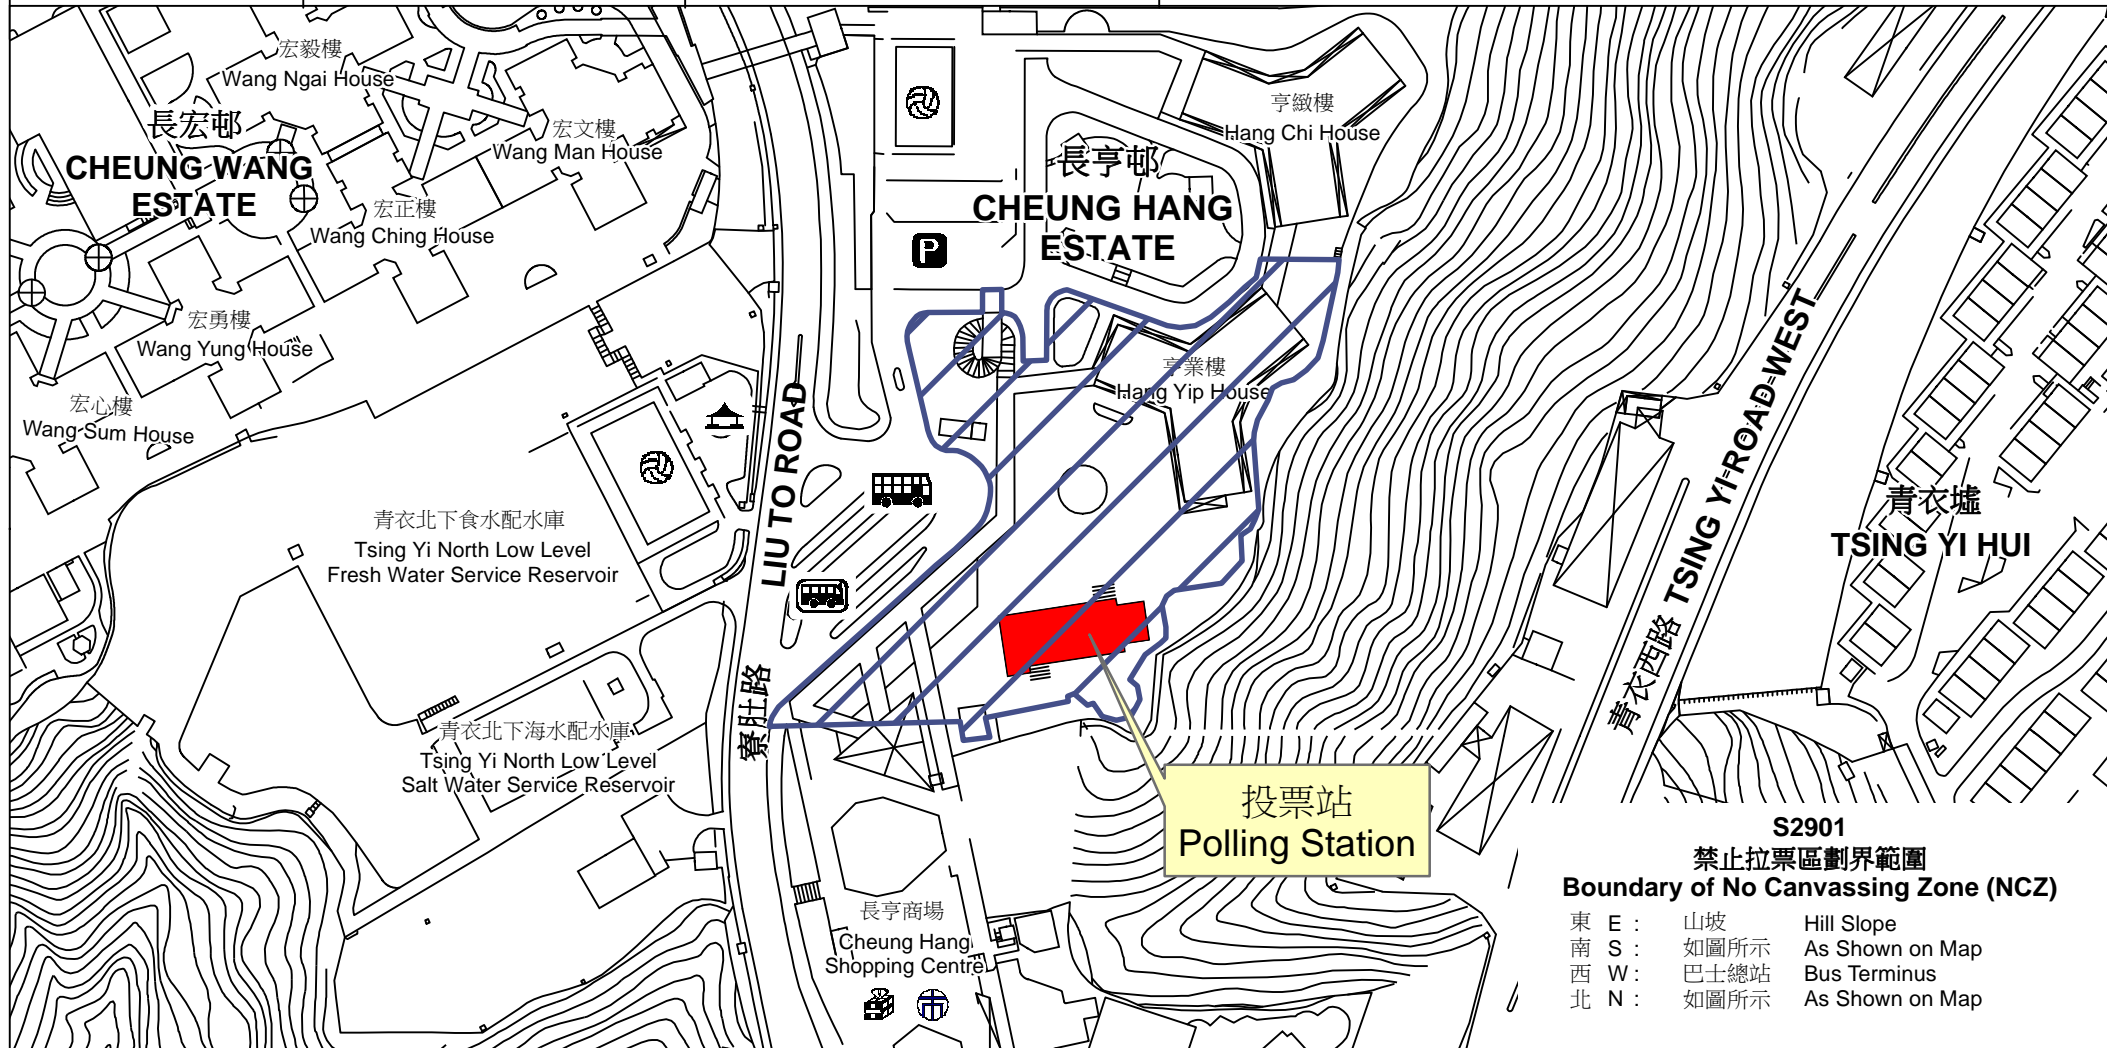 宏毅樓
Wang Ngai House
長宏邨
CHEUNG WANG
ESTATE
宏文樓
Wang Man House
宏正樓
Wang Ching House
宏勇樓
Wang Yung House
宏心樓
Wang Sum House
亨緻樓
Hang Chi House
長亨邨
CHEUNG HANG
ESTATE
P
亨業樓
Hang Yip House
LIU TO ROAD
寮肚路
青衣北下食水配水庫
Tsing Yi North Low Level
Fresh Water Service Reservoir
青衣北下海水配水庫
Tsing Yi North Low Level
Salt Water Service Reservoir
青衣西路 TSING YI ROAD WEST
青衣墟
TSING YI HUI
投票站
Polling Station
長亨商場
Cheung Hang
Shopping Centre
S2901
禁止拉票區劃界範圍
Boundary of No Canvassing Zone (NCZ)
東 E : 山坡 Hill Slope
南 S : 如圖所示 As Shown on Map
西 W : 巴士總站 Bus Terminus
北 N : 如圖所示 As Shown on Map